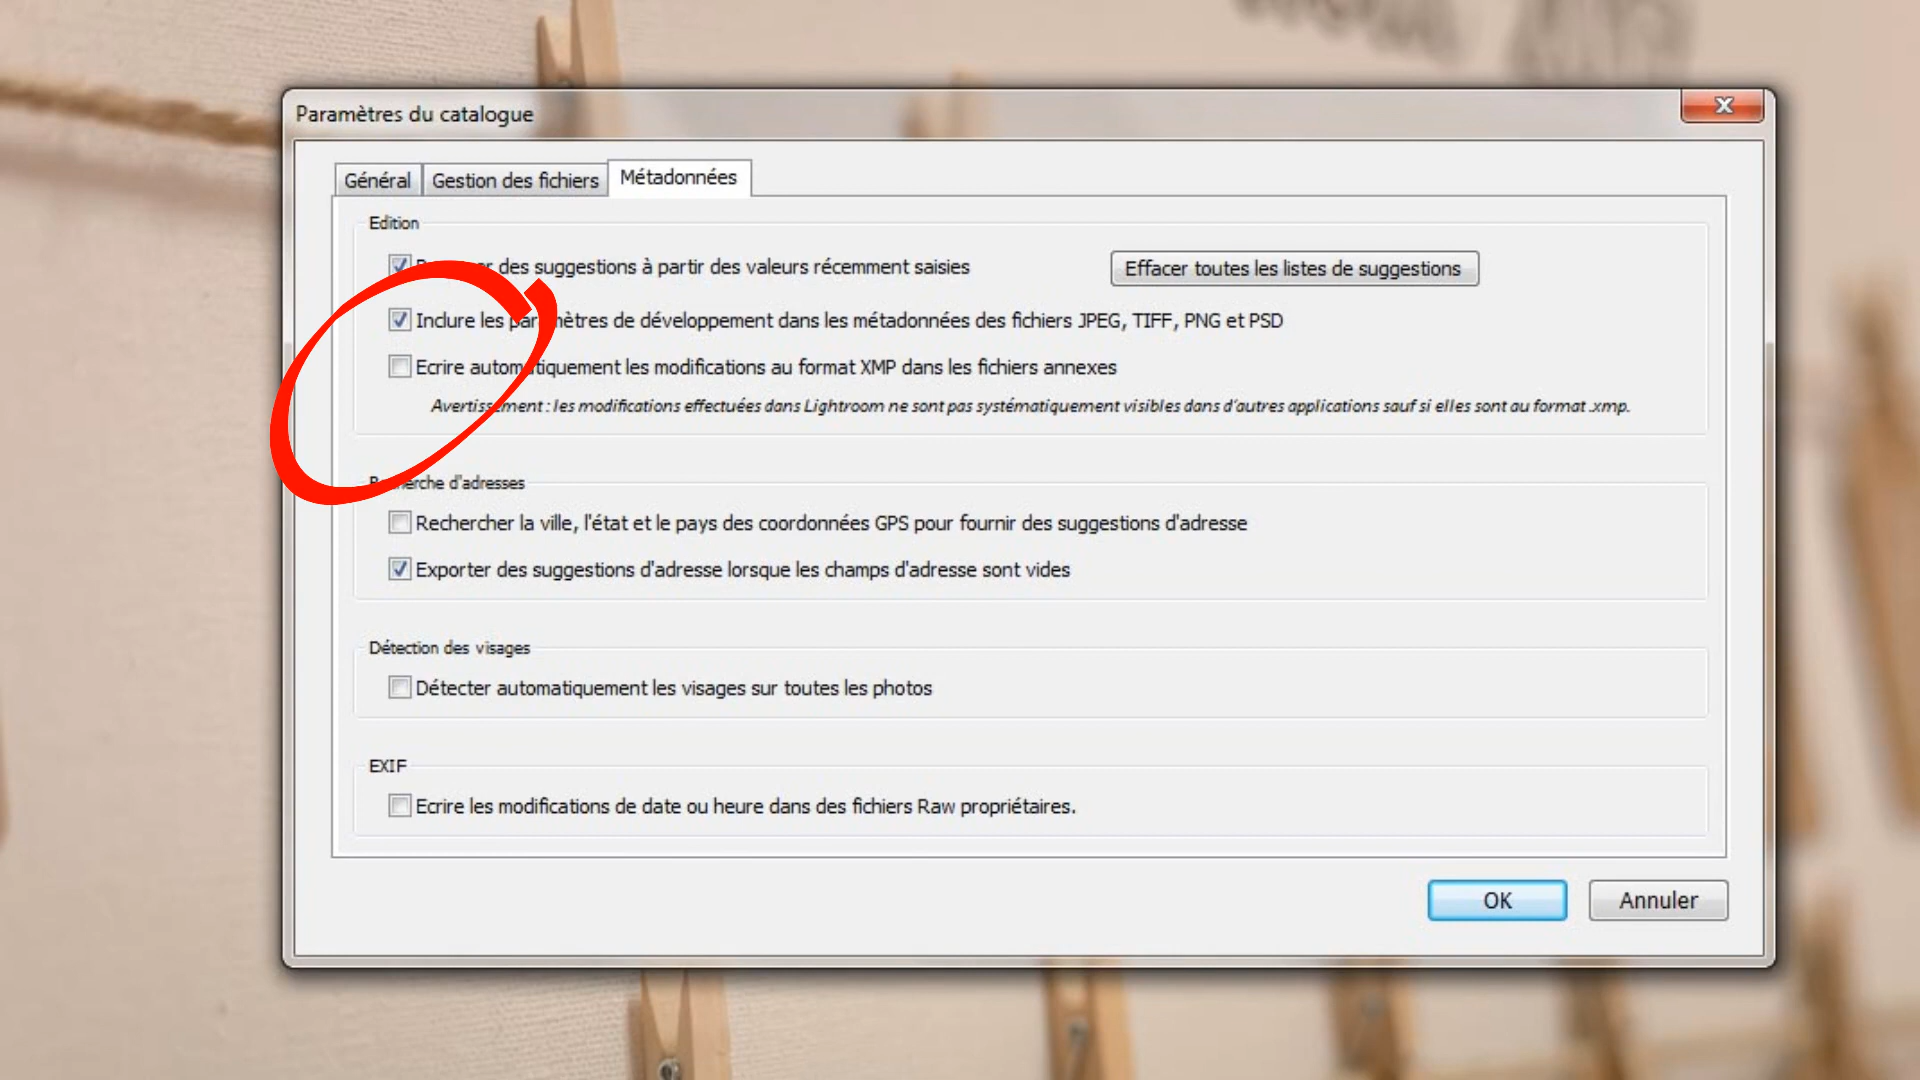 Paramètres du catalogue
Général
Gestion des fichiers
Métadonnées
Edition
des suggestions à partir des valeurs récemment saisies
Effacer toutes les listes de suggestions
Inclure les paramètres de développement dans les métadonnées des fichiers JPEG, TIFF, PNG et PSD
Ecrire automatiquement les modifications au format XMP dans les fichiers annexes
Avertissement : les modifications effectuées dans Lightroom ne sont pas systématiquement visibles dans d'autres applications sauf si elles sont au format .xmp.
Recherche d'adresses
Rechercher la ville, l'état et le pays des coordonnées GPS pour fournir des suggestions d'adresse
Exporter des suggestions d'adresse lorsque les champs d'adresse sont vides
Détection des visages
Détecter automatiquement les visages sur toutes les photos
EXIF
Ecrire les modifications de date ou heure dans des fichiers Raw propriétaires.
OK
Annuler